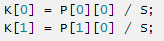 K[0] = P[0][0] / S;
K[1] = P[1][0] / S;